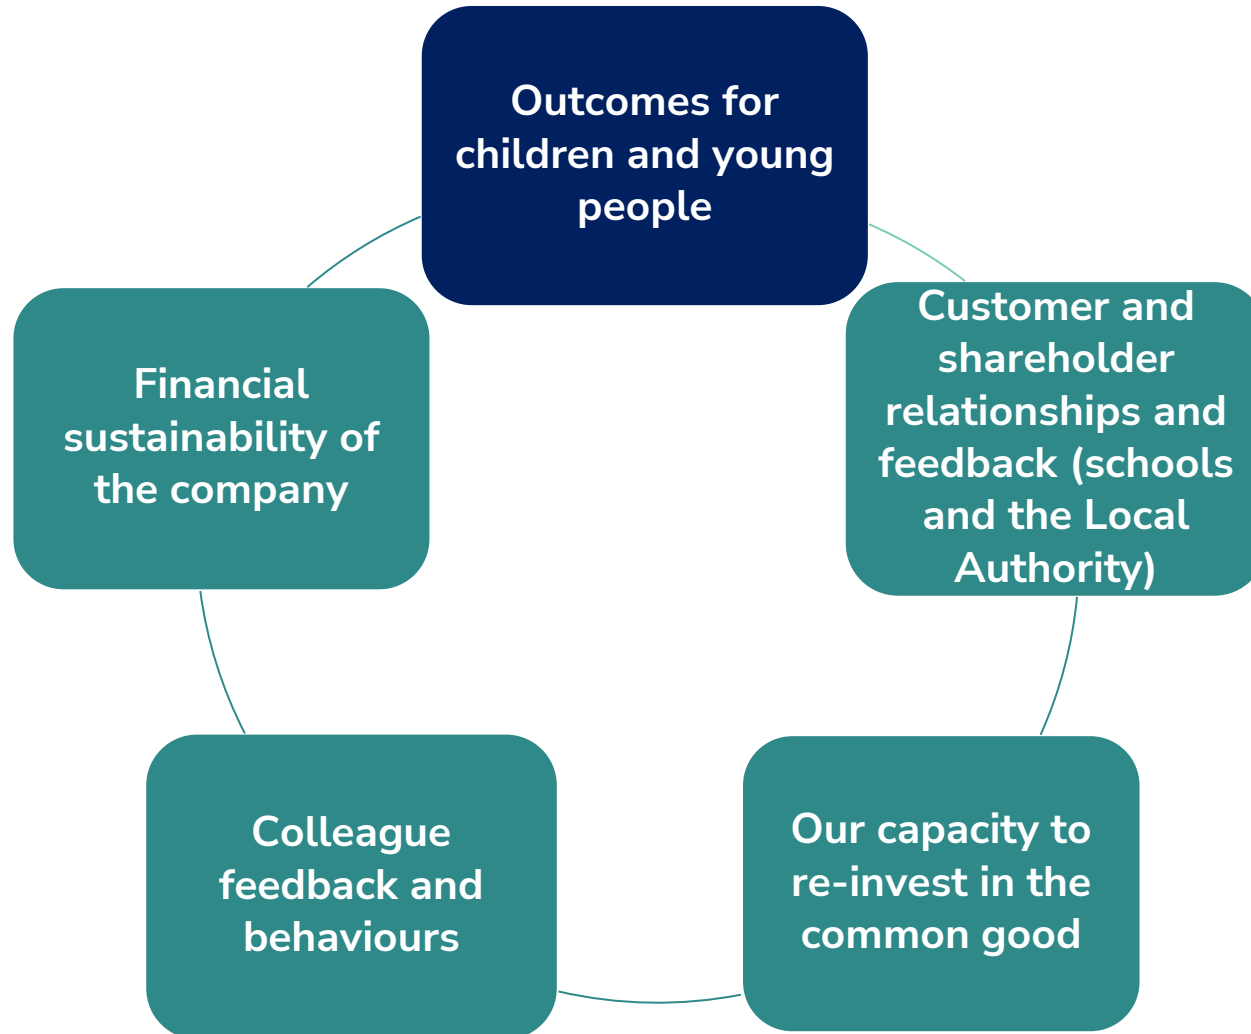 Outcomes for
children and young
people
Customer and
shareholder
relationships and
feedback (schools
and the Local
Authority)
Financial
sustainability of
the company
Colleague
feedback and
behaviours
Our capacity to
re-invest in the
common good